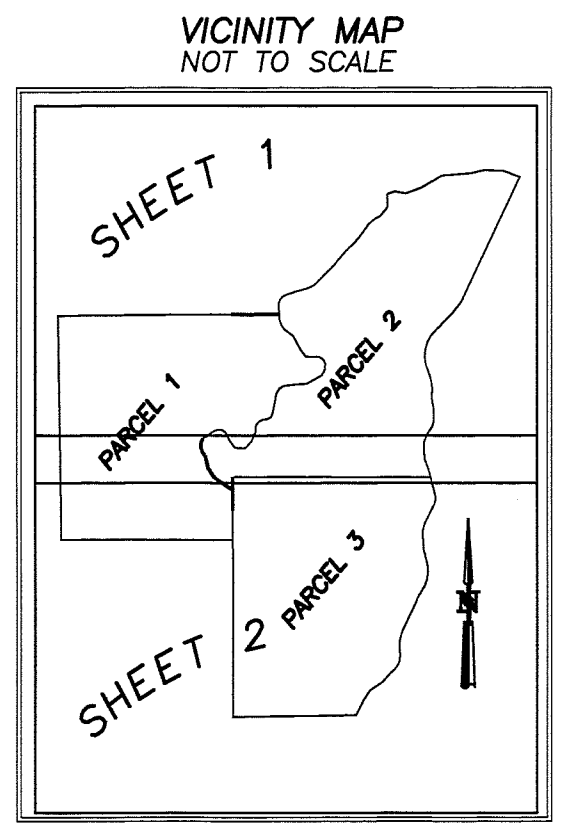 VICINITY MAP
NOT TO SCALE
SHEET 1
PARCEL 2
PARCEL 1
PARCEL 3
SHEET 2
N